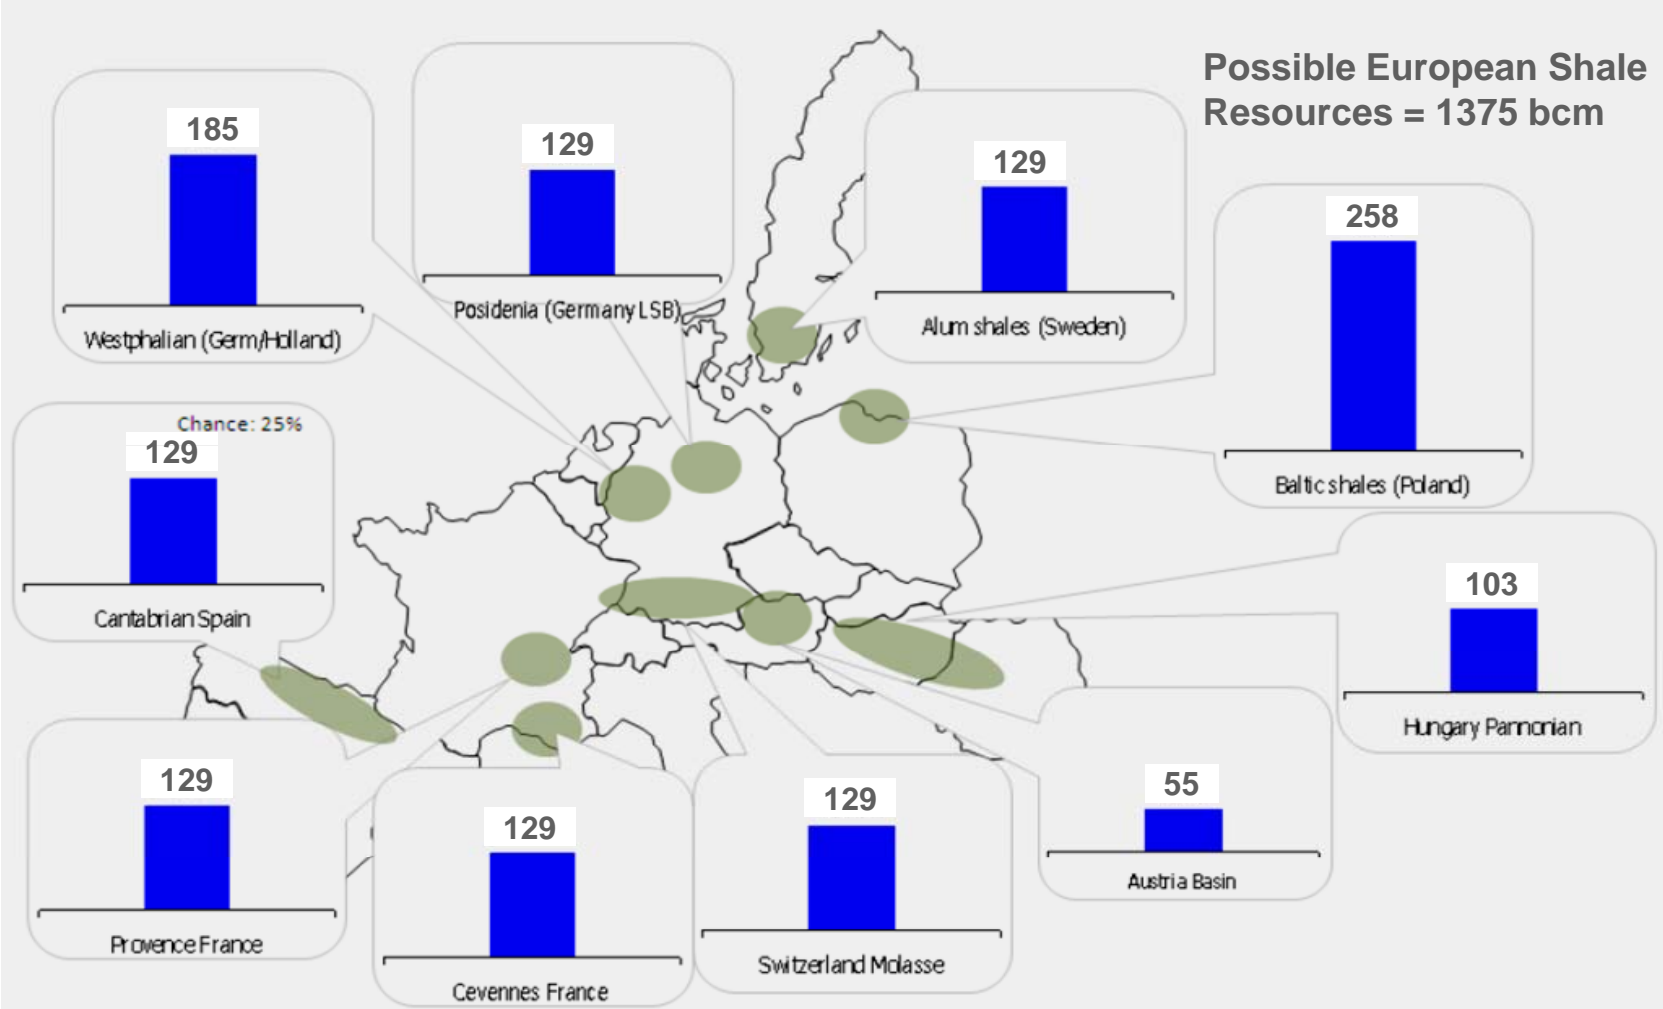 Possible European Shale
Resources = 1375 bcm
185
Westphalian (Germ/Holland)
129
Posidenia (Germany LSB)
129
Alum shales (Sweden)
258
Baltic shales (Poland)
Chance: 25%
129
Cantabrian Spain
103
Hungary Pannonian
129
Provence France
129
Cevennes France
129
Switzerland Molasse
55
Austria Basin